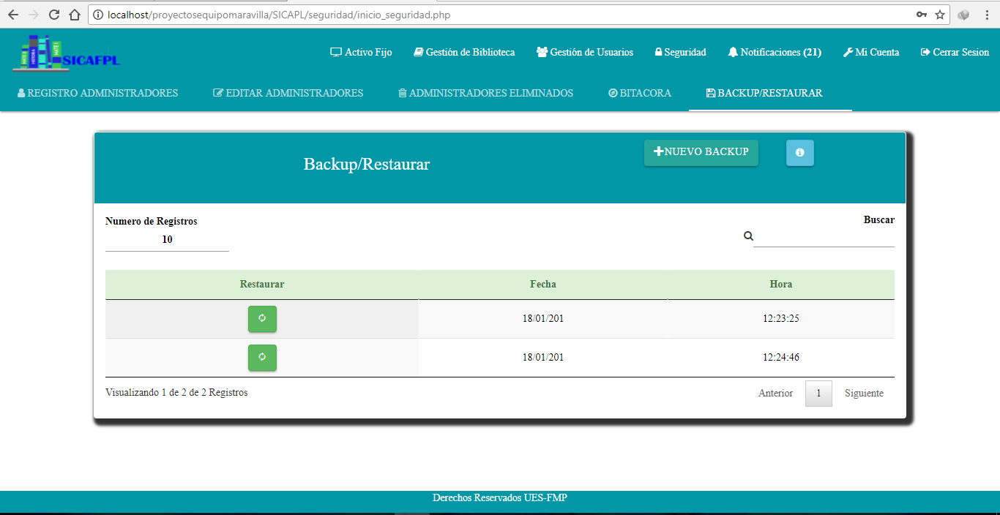 localhost/proyectosequipomaravilla/SICAPL/seguridad/inicio_seguridad.php
SICAFPL
Activo Fijo Gestión de Biblioteca Gestión de Usuarios Seguridad Notificaciones (21) Mi Cuenta Cerrar Sesion
REGISTRO ADMINISTRADORES EDITAR ADMINISTRADORES ADMINISTRADORES ELIMINADOS BITACORA BACKUP/RESTAURAR
Backup/Restaurar NUEVO BACKUP
Numero de Registros Buscar
10
Restaurar Fecha Hora
18/01/201 12:23:25
18/01/201 12:24:46
Visualizando 1 de 2 de 2 Registros Anterior 1 Siguiente
Derechos Reservados UES-FMP